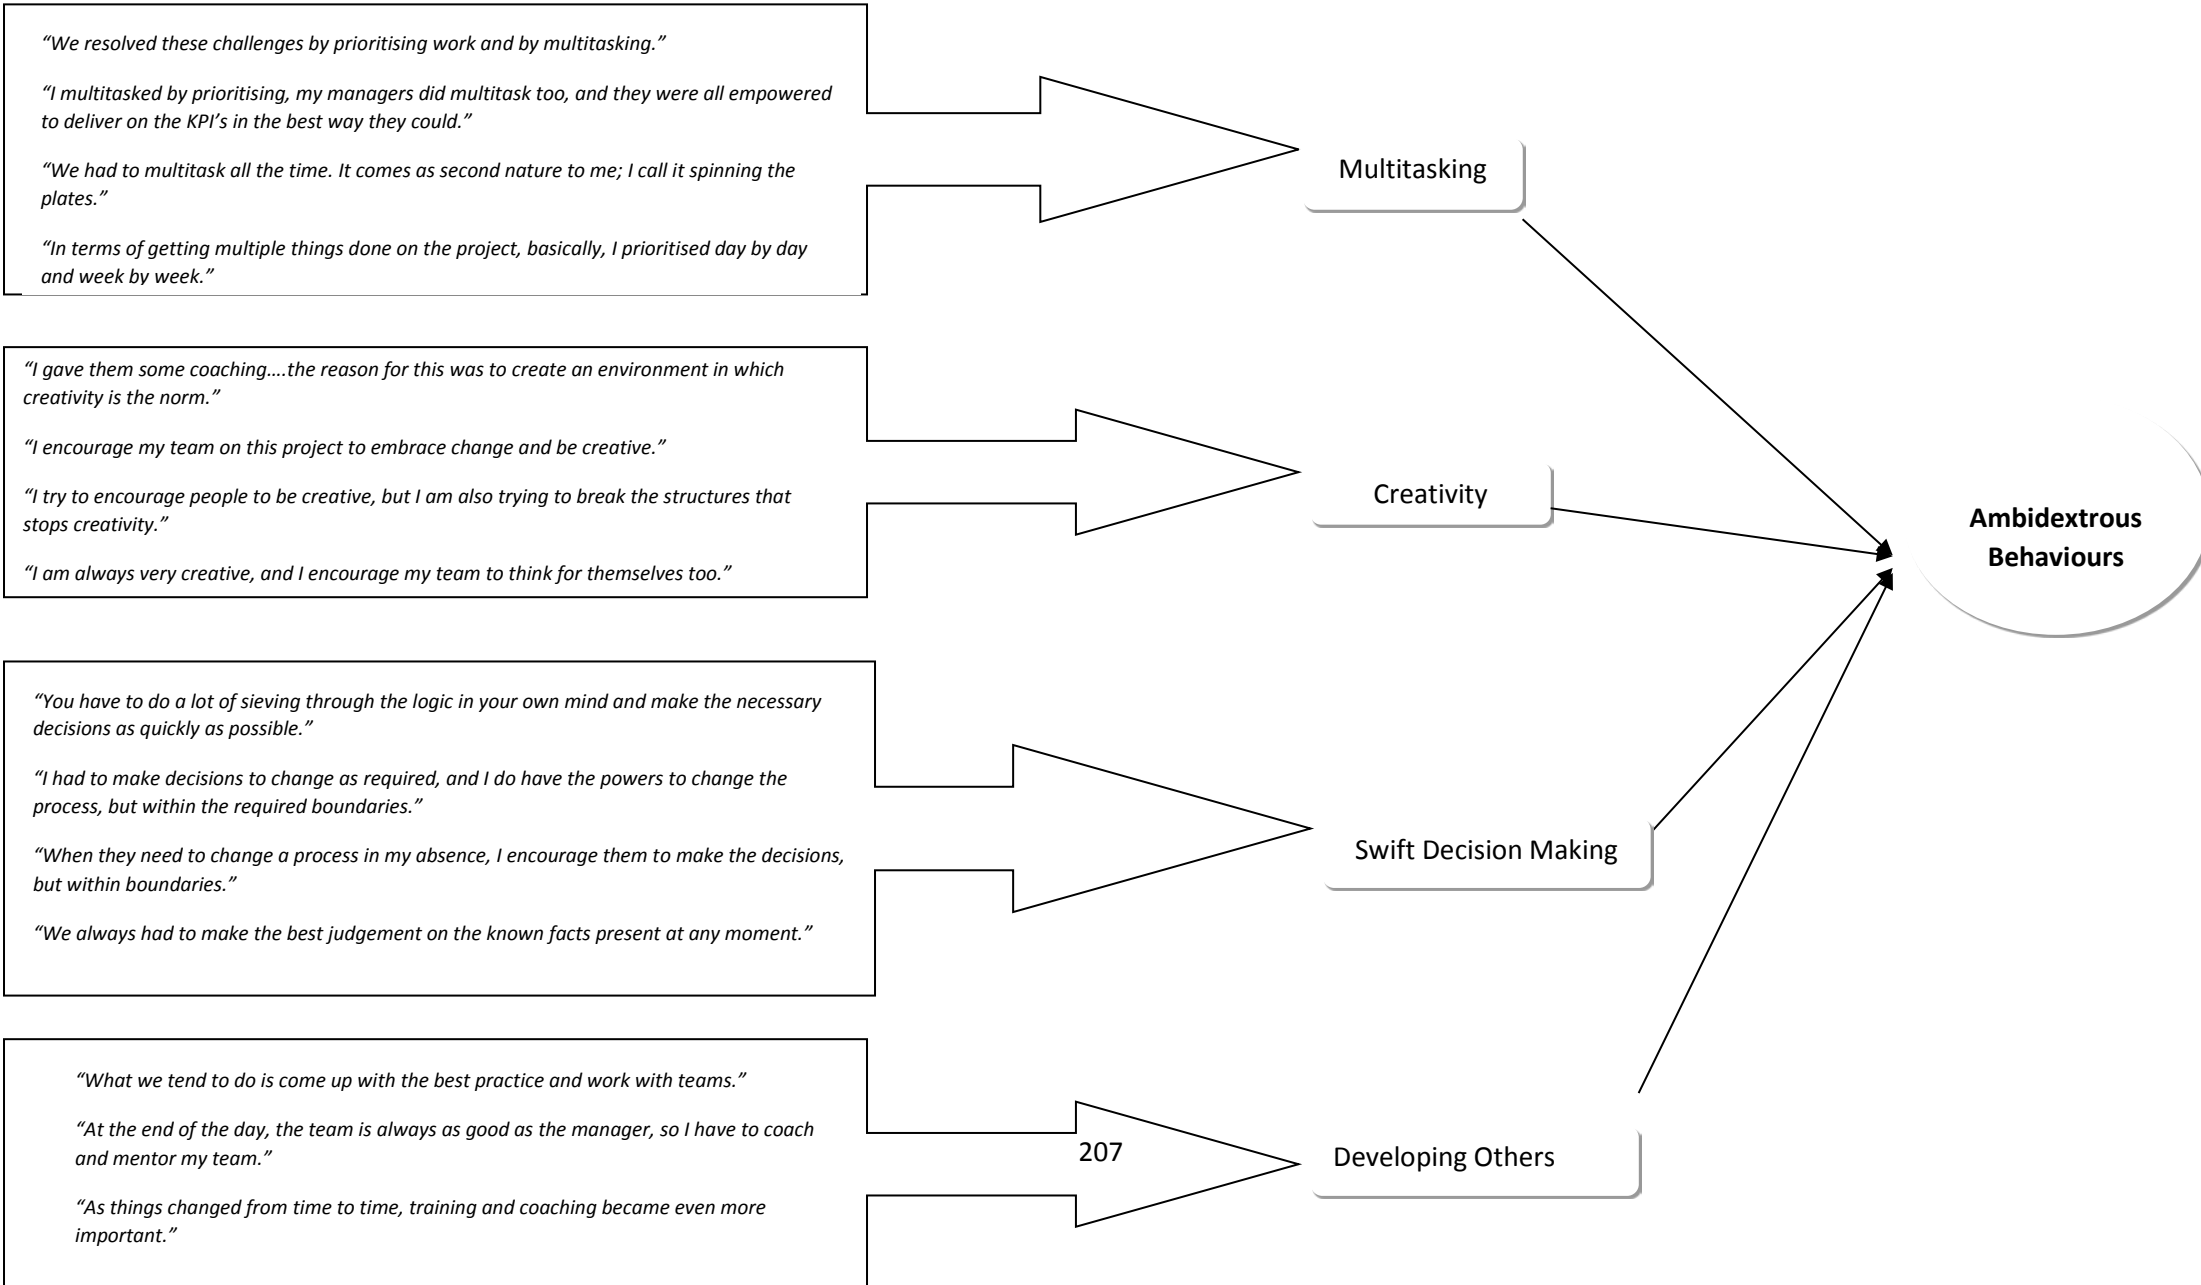 “We resolved these challenges by prioritising work and by multitasking.”
“I multitasked by prioritising, my managers did multitask too, and they were all empowered
to deliver on the KPI’s in the best way they could.”
“We had to multitask all the time. It comes as second nature to me; I call it spinning the
plates.”
“In terms of getting multiple things done on the project, basically, I prioritised day by day
and week by week.”
Multitasking
“I gave them some coaching….the reason for this was to create an environment in which
creativity is the norm.”
“I encourage my team on this project to embrace change and be creative.”
“I try to encourage people to be creative, but I am also trying to break the structures that
stops creativity.”
“I am always very creative, and I encourage my team to think for themselves too.”
Creativity
Ambidextrous
Behaviours
“You have to do a lot of sieving through the logic in your own mind and make the necessary
decisions as quickly as possible.”
“I had to make decisions to change as required, and I do have the powers to change the
process, but within the required boundaries.”
“When they need to change a process in my absence, I encourage them to make the decisions,
but within boundaries.”
“We always had to make the best judgement on the known facts present at any moment.”
Swift Decision Making
“What we tend to do is come up with the best practice and work with teams.”
“At the end of the day, the team is always as good as the manager, so I have to coach
and mentor my team.”
“As things changed from time to time, training and coaching became even more
important.”
207
Developing Others